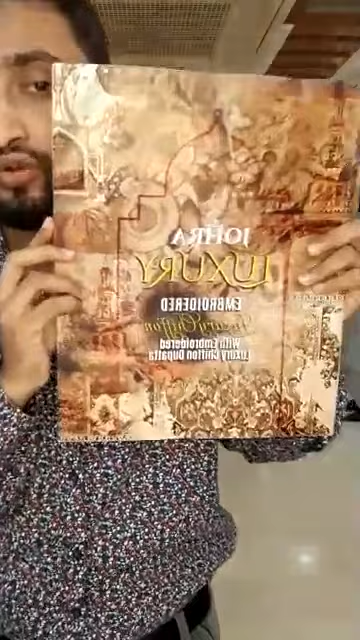 JOHRA
LUXURY
EMBROIDERED
Luxury Chiffon
With Embroidered
Luxury Chiffon Dupatta